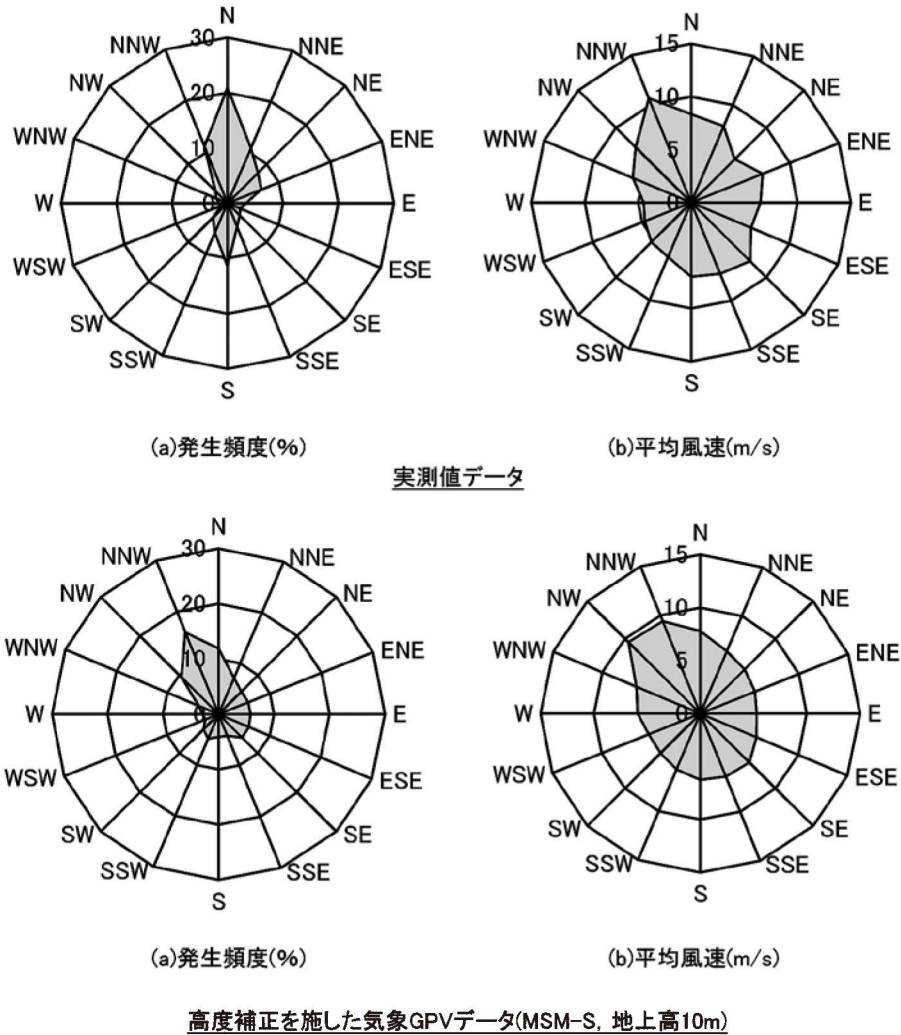 N
30
NNW
NNE
20
NW
NE
10
WNW
ENE
W
0
E
WSW
ESE
SW
SE
SSW
SSE
S
(a)発生頻度(%)
N
15
NNW
NNE
10
NW
NE
5
WNW
ENE
W
0
E
WSW
ESE
SW
SE
SSW
SSE
S
(b)平均風速(m/s)
実測値データ
N
30
NNW
NNE
20
NW
NE
10
WNW
ENE
W
0
E
WSW
ESE
SW
SE
SSW
SSE
S
(a)発生頻度(%)
N
15
NNW
NNE
10
NW
NE
5
WNW
ENE
W
0
E
WSW
ESE
SW
SE
SSW
SSE
S
(b)平均風速(m/s)
高度補正を施した気象GPVデータ(MSM-S, 地上高10m)